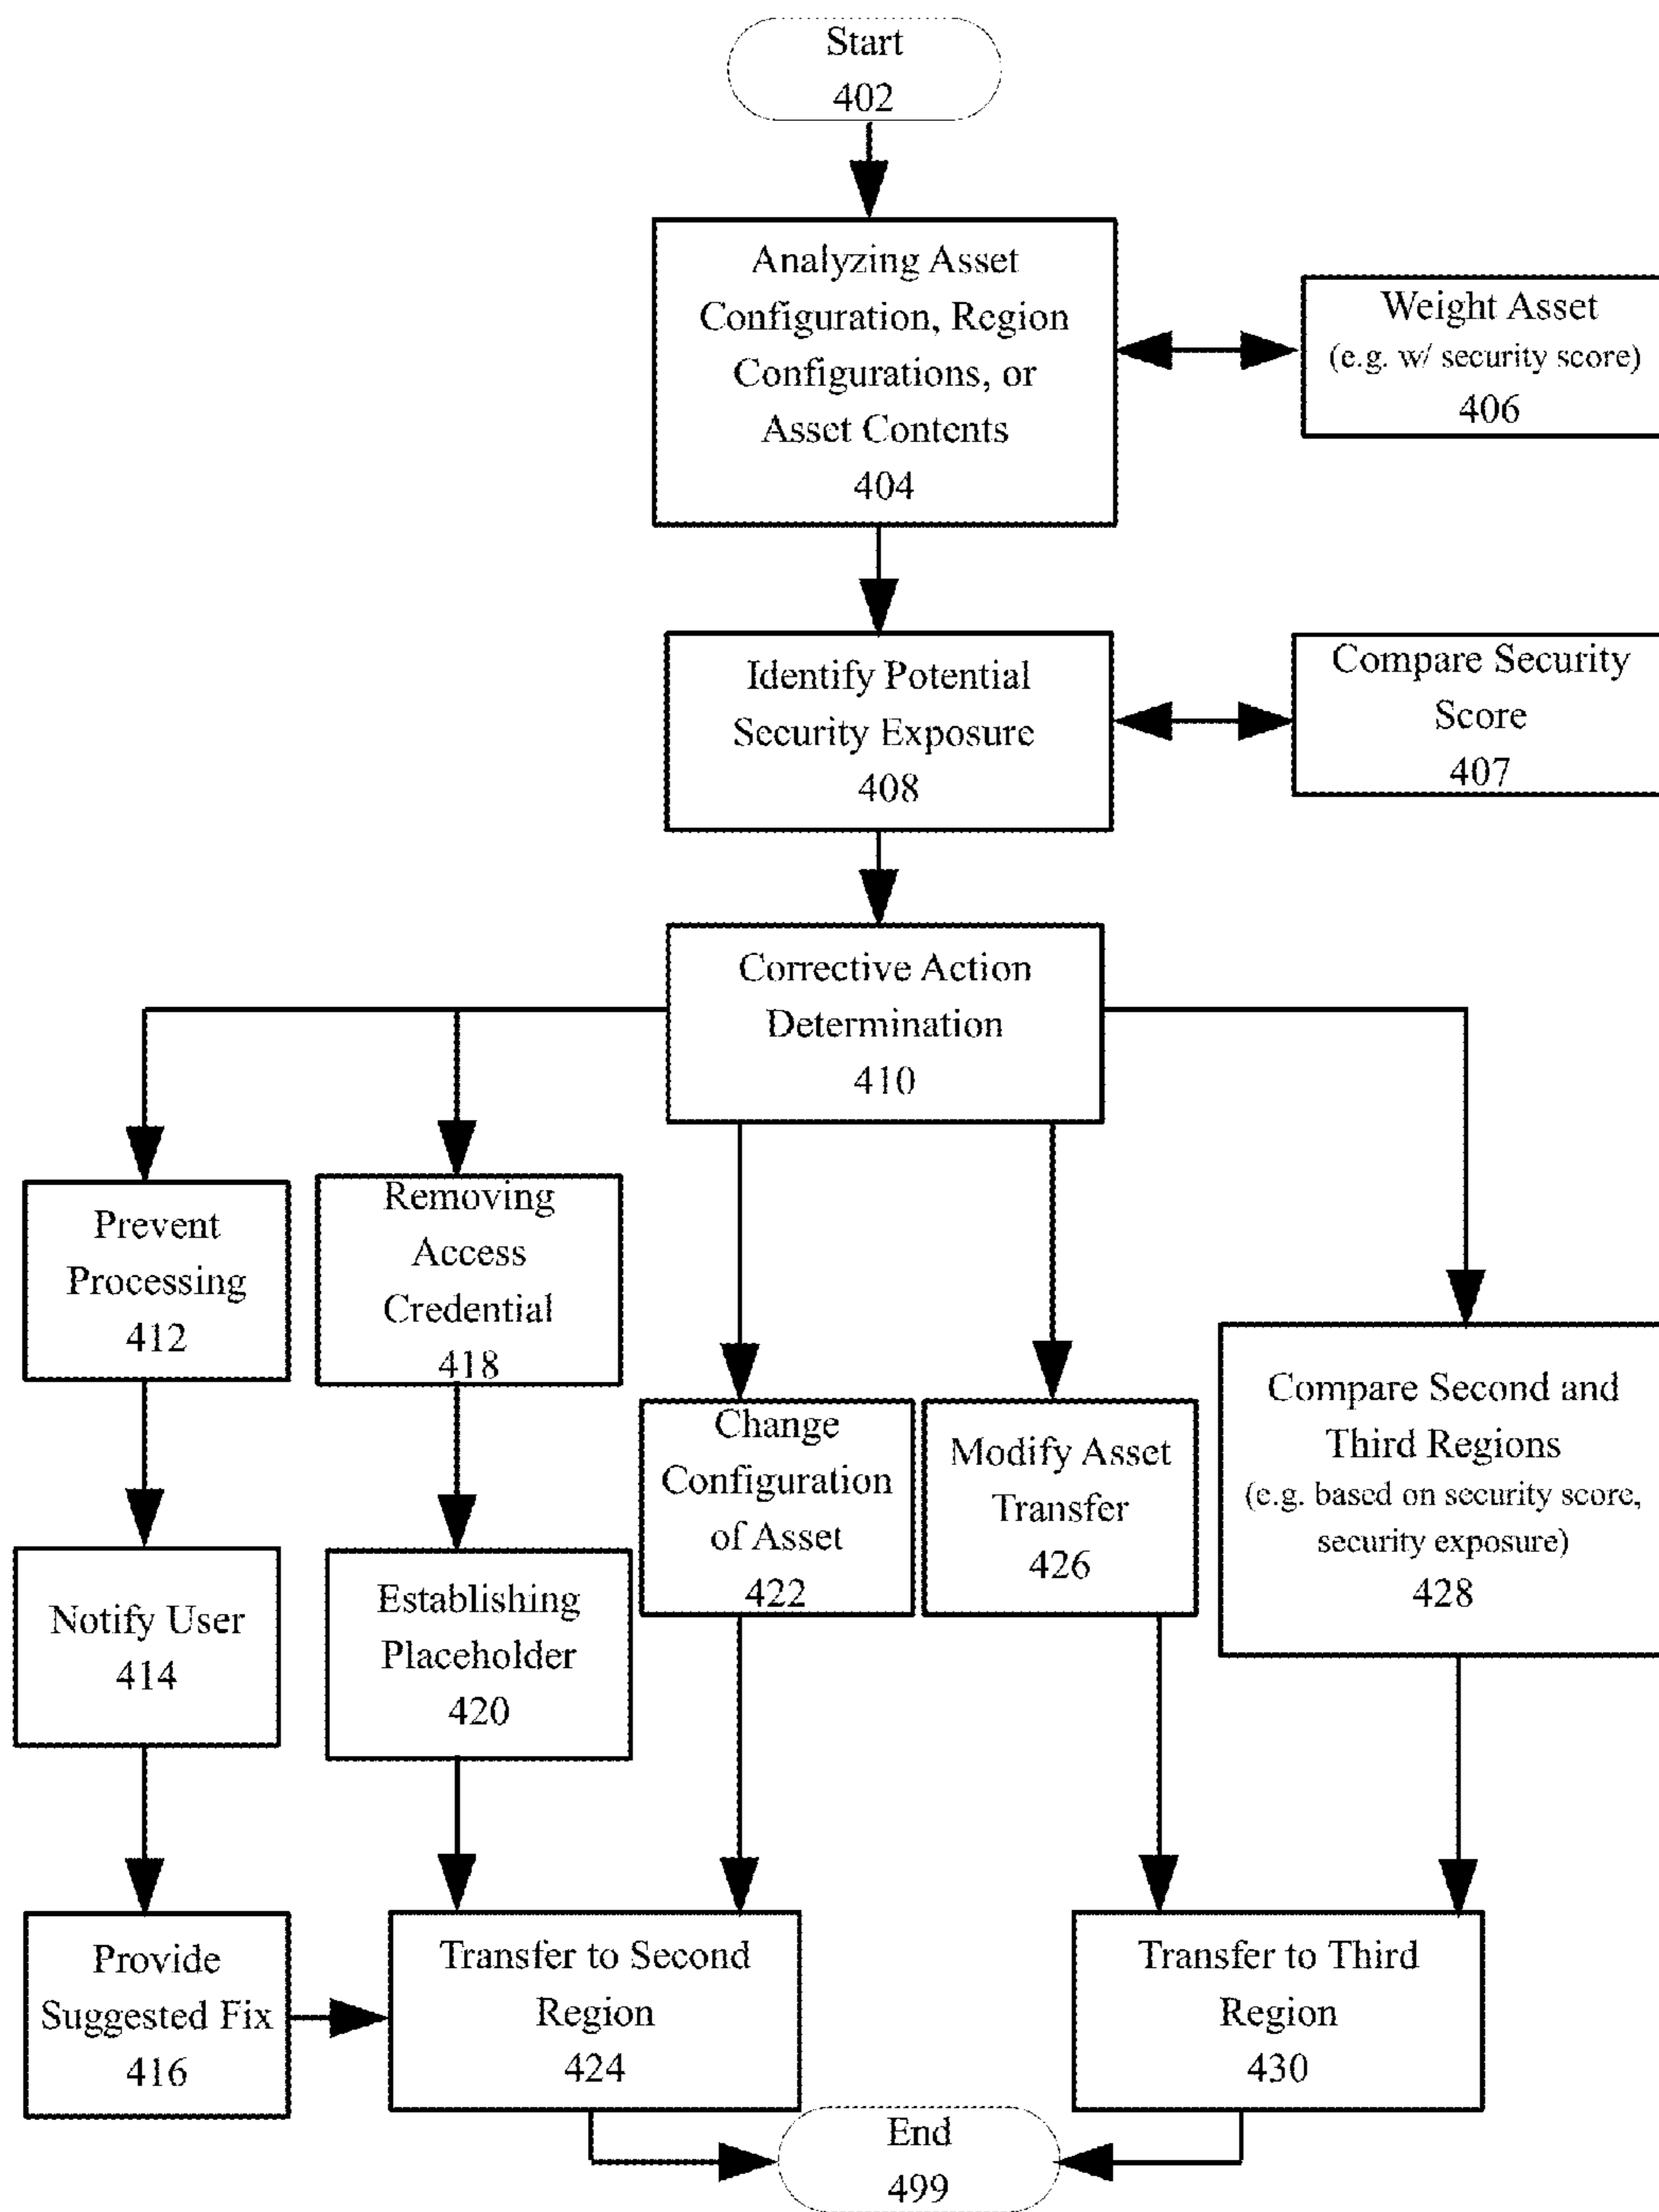 Start
402
Analyzing Asset
Configuration, Region
Configurations, or
Asset Contents
404
Weight Asset
(e.g. w/ security score)
406
Identify Potential
Security Exposure
408
Compare Security
Score
407
Corrective Action
Determination
410
Prevent
Processing
412
Removing
Access
Credential
418
Change
Configuration
of Asset
422
Modify Asset
Transfer
426
Compare Second and
Third Regions
(e.g. based on security score,
security exposure)
428
Notify User
414
Establishing
Placeholder
420
Provide
Suggested Fix
416
Transfer to Second
Region
424
Transfer to Third
Region
430
End
499